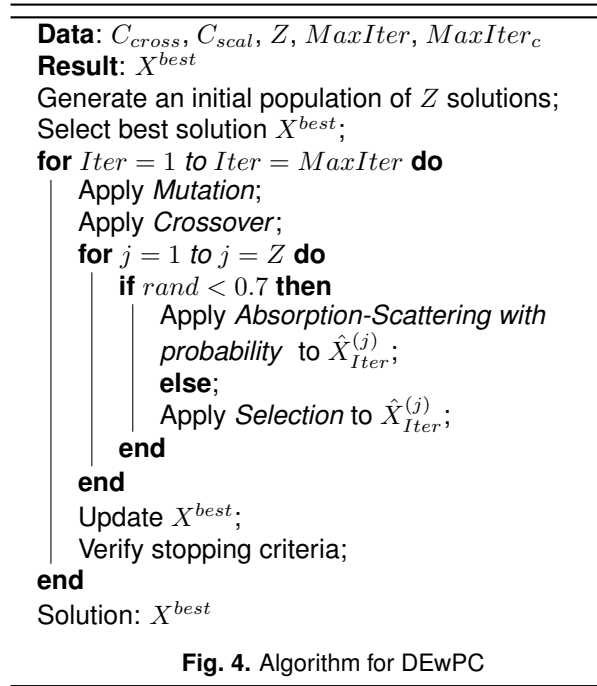 Data: $C_{cross}$, $C_{scal}$, $Z$, $MaxIter$, $MaxIter_c$
Result: $X^{best}$
Generate an initial population of $Z$ solutions;
Select best solution $X^{best}$;
for $Iter = 1$ to $Iter = MaxIter$ do
Apply Mutation;
Apply Crossover;
for $j = 1$ to $j = Z$ do
if $rand < 0.7$ then
Apply Absorption-Scattering with
probability to $\hat{X}_{Iter}^{(j)}$;
else;
Apply Selection to $\hat{X}_{Iter}^{(j)}$;
end
end
Update $X^{best}$;
Verify stopping criteria;
end
Solution: $X^{best}$
Fig. 4. Algorithm for DEwPC